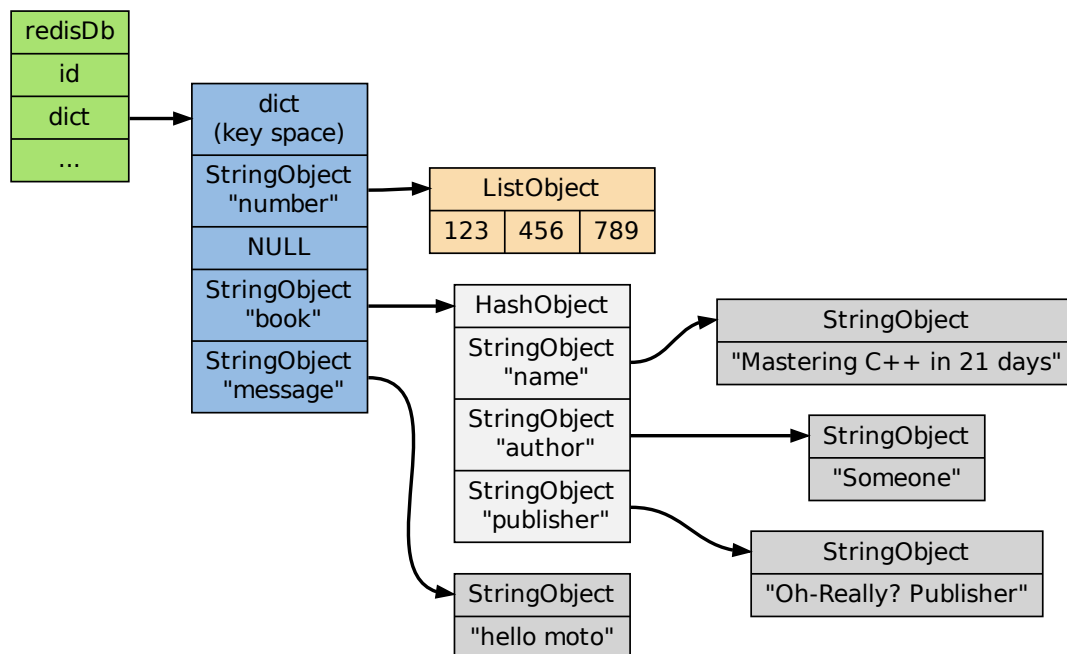 redisDb
id
dict
...
dict
(key space)
StringObject
"number"
NULL
StringObject
"book"
StringObject
"message"
ListObject
123 456 789
HashObject
StringObject
"name"
StringObject
"author"
StringObject
"publisher"
StringObject
"Mastering C++ in 21 days"
StringObject
"Someone"
StringObject
"Oh-Really? Publisher"
StringObject
"hello moto"